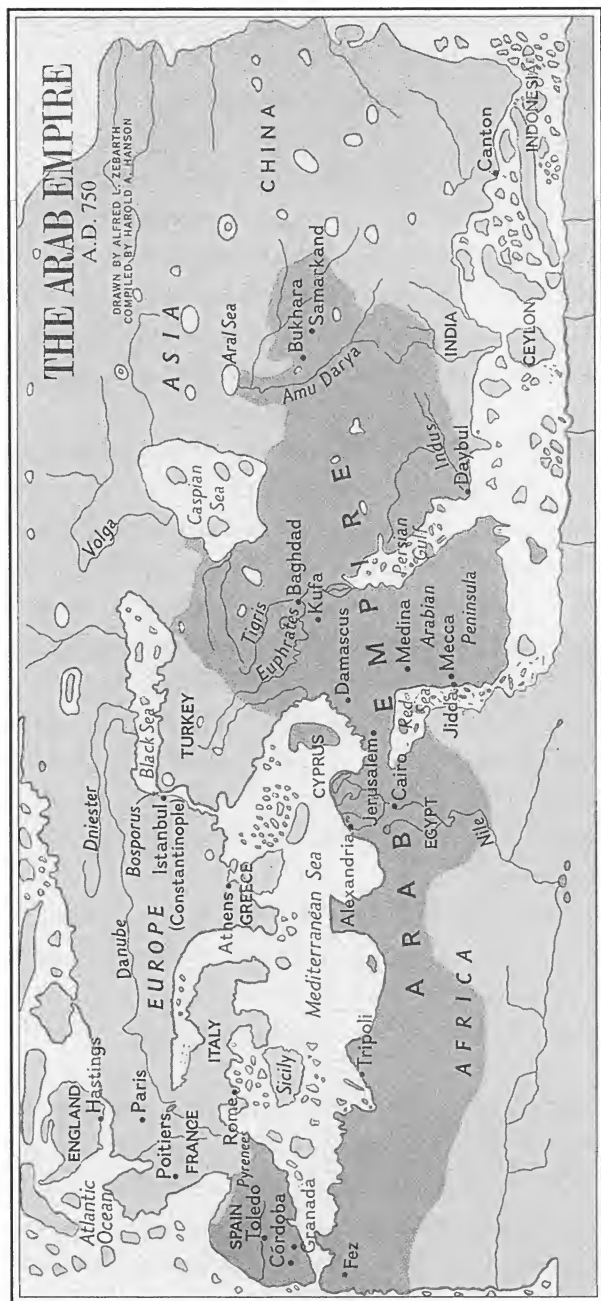 THE ARAB EMPIRE
A.D. 750
DRAWN BY ALFRED L. ZEBARTH
COMPILED BY HAROLD A. HANSON
Atlantic
Ocean
ENGLAND
Hastings
Paris
Poitiers
FRANCE
Pyrenees
SPAIN
Toledo
Córdoba
Granada
Fez
EUROPE
Danube
Dniester
Bosporus
Istanbul
(Constantinople)
Black Sea
ITALY
Rome
Sicily
Athens
GREECE
Mediterranean Sea
Tripoli
TURKEY
CYPRUS
Alexandria
Jerusalem
Cairo
EGYPT
Nile
AFRICA
ARAB EMPIRE
Volga
Caspian
Sea
Tigris
Euphrates
Baghdad
Kufa
Damascus
Medina
Arabian
Peninsula
Mecca
Jidda
Red
Sea
Persian
Gulf
ASIA
Aral Sea
Bukhara
Samarkand
Amu Darya
Indus
Daybul
INDIA
CEYLON
CHINA
Canton
INDONESIA